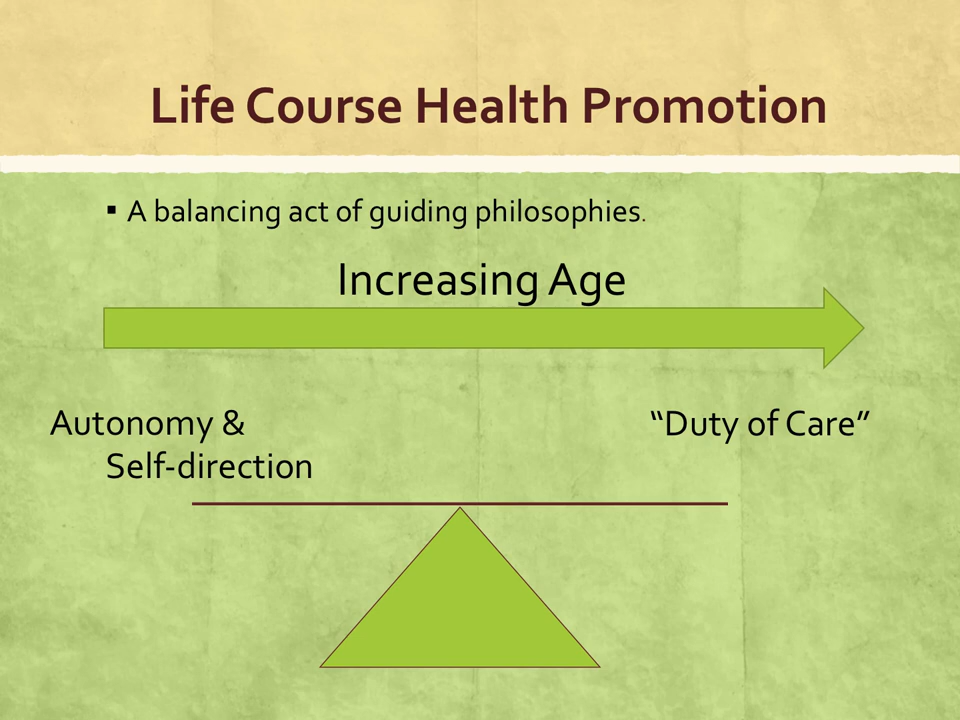 Life Course Health Promotion
▪ A balancing act of guiding philosophies.
Increasing Age
Autonomy &
Self-direction
“Duty of Care”